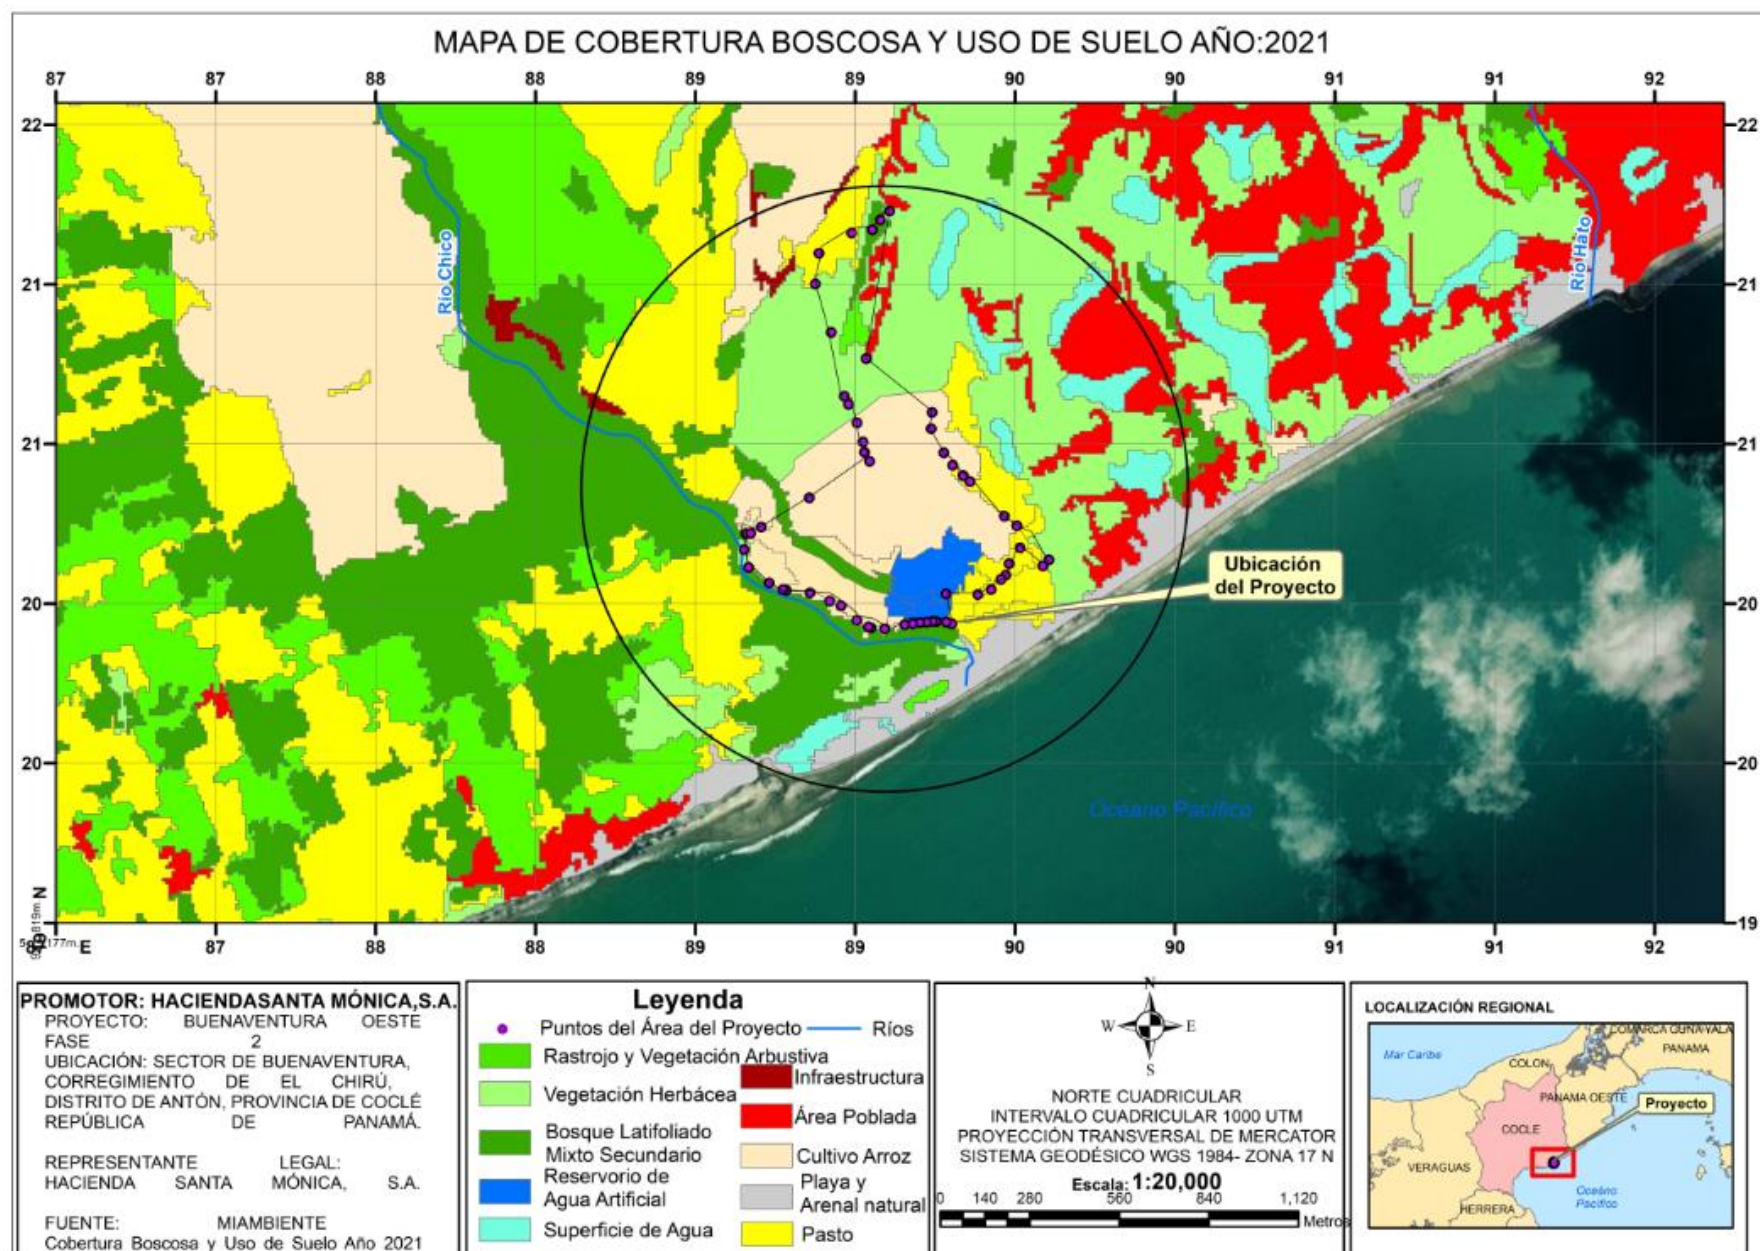 MAPA DE COBERTURA BOSCOSA Y USO DE SUELO AÑO:2021
87 87 88 88 89 89 90 90 91 91 92
22 22
Río Chico
Río Hato
21 21
21 21
Ubicación
del Proyecto
20 20
20 20
Oceano Pacifico
19
819m N
177m. E
87 88 88 89 89 90 90 91 91 92
PROMOTOR: HACIENDASANTA MÓNICA,S.A.
PROYECTO: BUENAVENTURA OESTE
FASE 2
UBICACIÓN: SECTOR DE BUENAVENTURA,
CORREGIMIENTO DE EL CHIRÚ,
DISTRITO DE ANTÓN, PROVINCIA DE COCLÉ
REPÚBLICA DE PANAMÁ.
REPRESENTANTE LEGAL:
HACIENDA SANTA MÓNICA, S.A.
FUENTE: MIAMBIENTE
Cobertura Boscosa y Uso de Suelo Año 2021
Leyenda
Puntos del Área del Proyecto
Ríos
Rastrojo y Vegetación Arbustiva
Vegetación Herbácea
Bosque Latifoliado
Mixto Secundario
Reservorio de
Agua Artificial
Superficie de Agua
Infraestructura
Área Poblada
Cultivo Arroz
Playa y
Arenal natural
Pasto
N
W E
S
NORTE CUADRICULAR
INTERVALO CUADRICULAR 1000 UTM
PROYECCIÓN TRANSVERSAL DE MERCATOR
SISTEMA GEODÉSICO WGS 1984- ZONA 17 N
Escala: 1:20,000
0 140 280 560 840 1,120
Metros
LOCALIZACIÓN REGIONAL
COMARCA GUNA YALA
Mar Caribe
COLON
PANAMA
PANAMA OESTE
Proyecto
COCLE
VERAGUAS
Océano
Pacífico
HERRERA